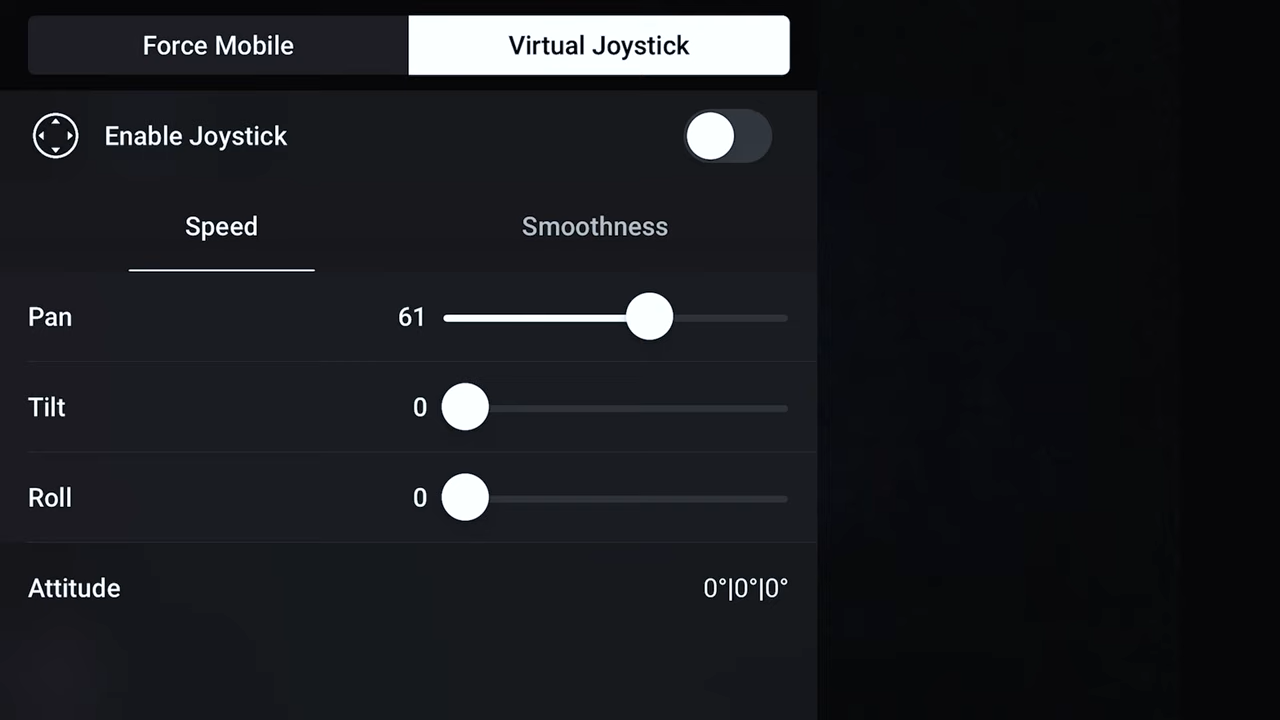 Force Mobile Virtual Joystick
Enable Joystick
Speed Smoothness
Pan 61
Tilt 0
Roll 0
Attitude 0°|0°|0°